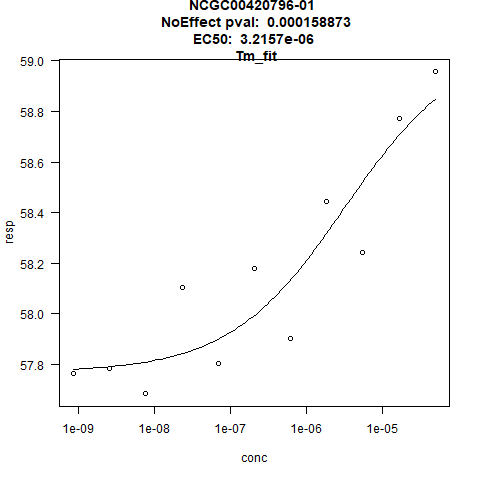 NCGC00420796-01
NoEffect pval: 0.000158873
EC50: 3.2157e-06
Tm_fit
59.0
58.8
58.6
58.4
58.2
58.0
57.8
resp
1e-09 1e-08 1e-07 1e-06 1e-05
conc